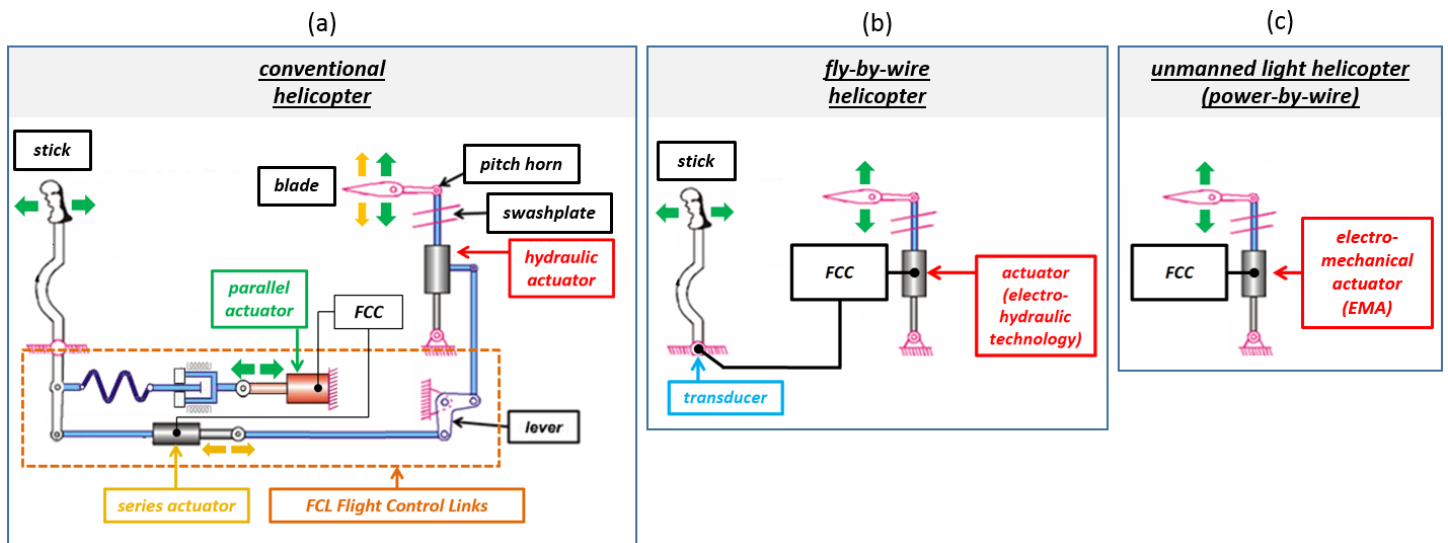 (a)
conventional
helicopter
stick
blade
pitch horn
swashplate
hydraulic
actuator
parallel
actuator
FCC
lever
series actuator
FCL Flight Control Links
(b)
fly-by-wire
helicopter
stick
FCC
actuator
(electro-
hydraulic
technology)
transducer
(c)
unmanned light helicopter
(power-by-wire)
FCC
electro-
mechanical
actuator
(EMA)